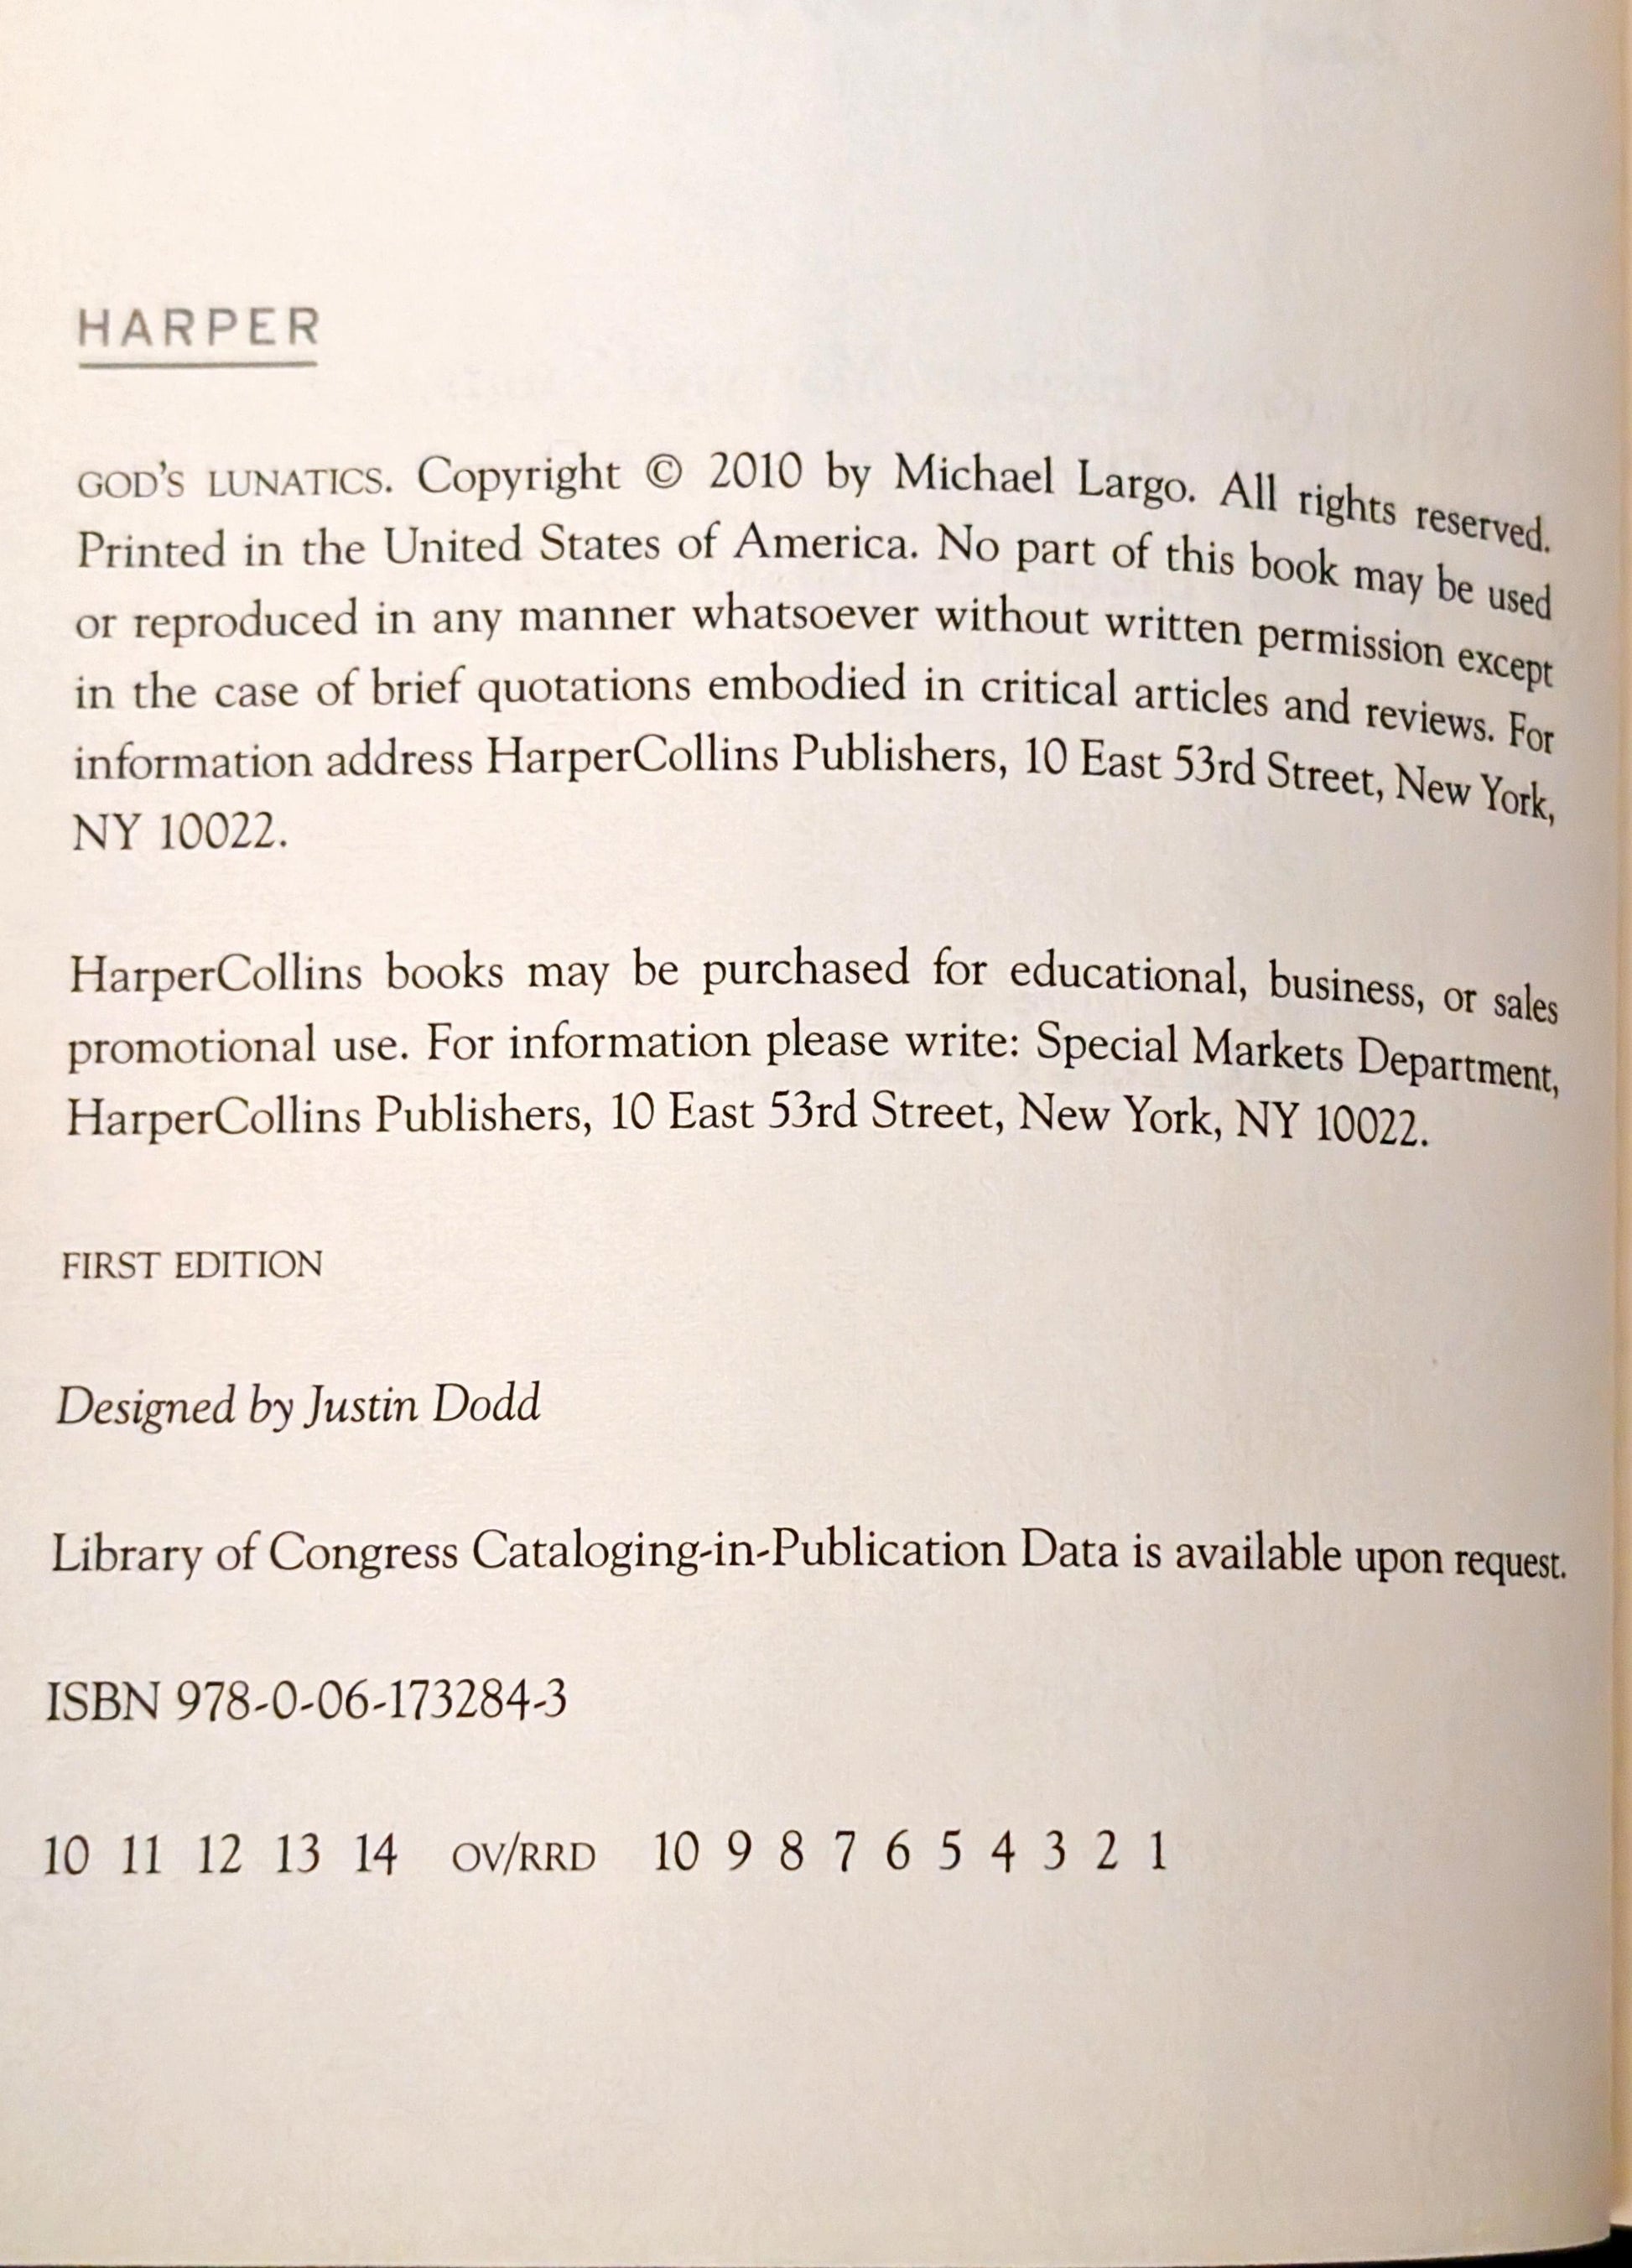 HARPER
GOD'S LUNATICS. Copyright © 2010 by Michael Largo. All rights reserved.
Printed in the United States of America. No part of this book may be used
or reproduced in any manner whatsoever without written permission except
in the case of brief quotations embodied in critical articles and reviews. For
information address HarperCollins Publishers, 10 East 53rd Street, New York,
NY 10022.
HarperCollins books may be purchased for educational, business, or sales
promotional use. For information please write: Special Markets Department,
HarperCollins Publishers, 10 East 53rd Street, New York, NY 10022.
FIRST EDITION
Designed by Justin Dodd
Library of Congress Cataloging-in-Publication Data is available upon request.
ISBN 978-0-06-173284-3
10 11 12 13 14 OV/RRD 10 9 8 7 6 5 4 3 2 1